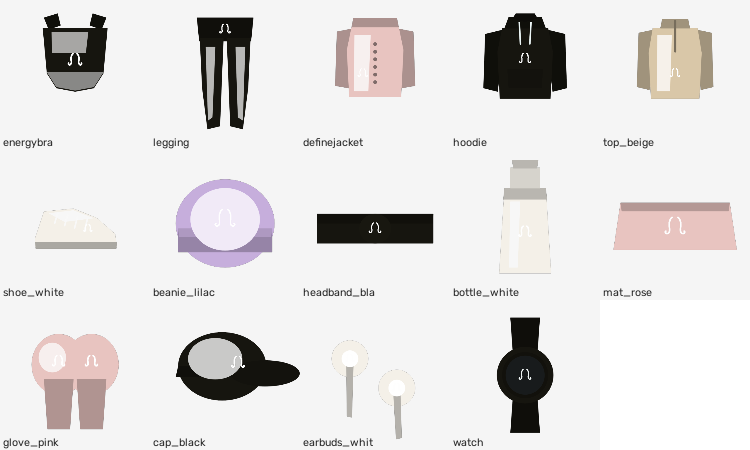 energybra
legging
definejacket
hoodie
top_beige
shoe_white
beanie_lilac
headband_bla
bottle_white
mat_rose
glove_pink
cap_black
earbuds_whit
watch